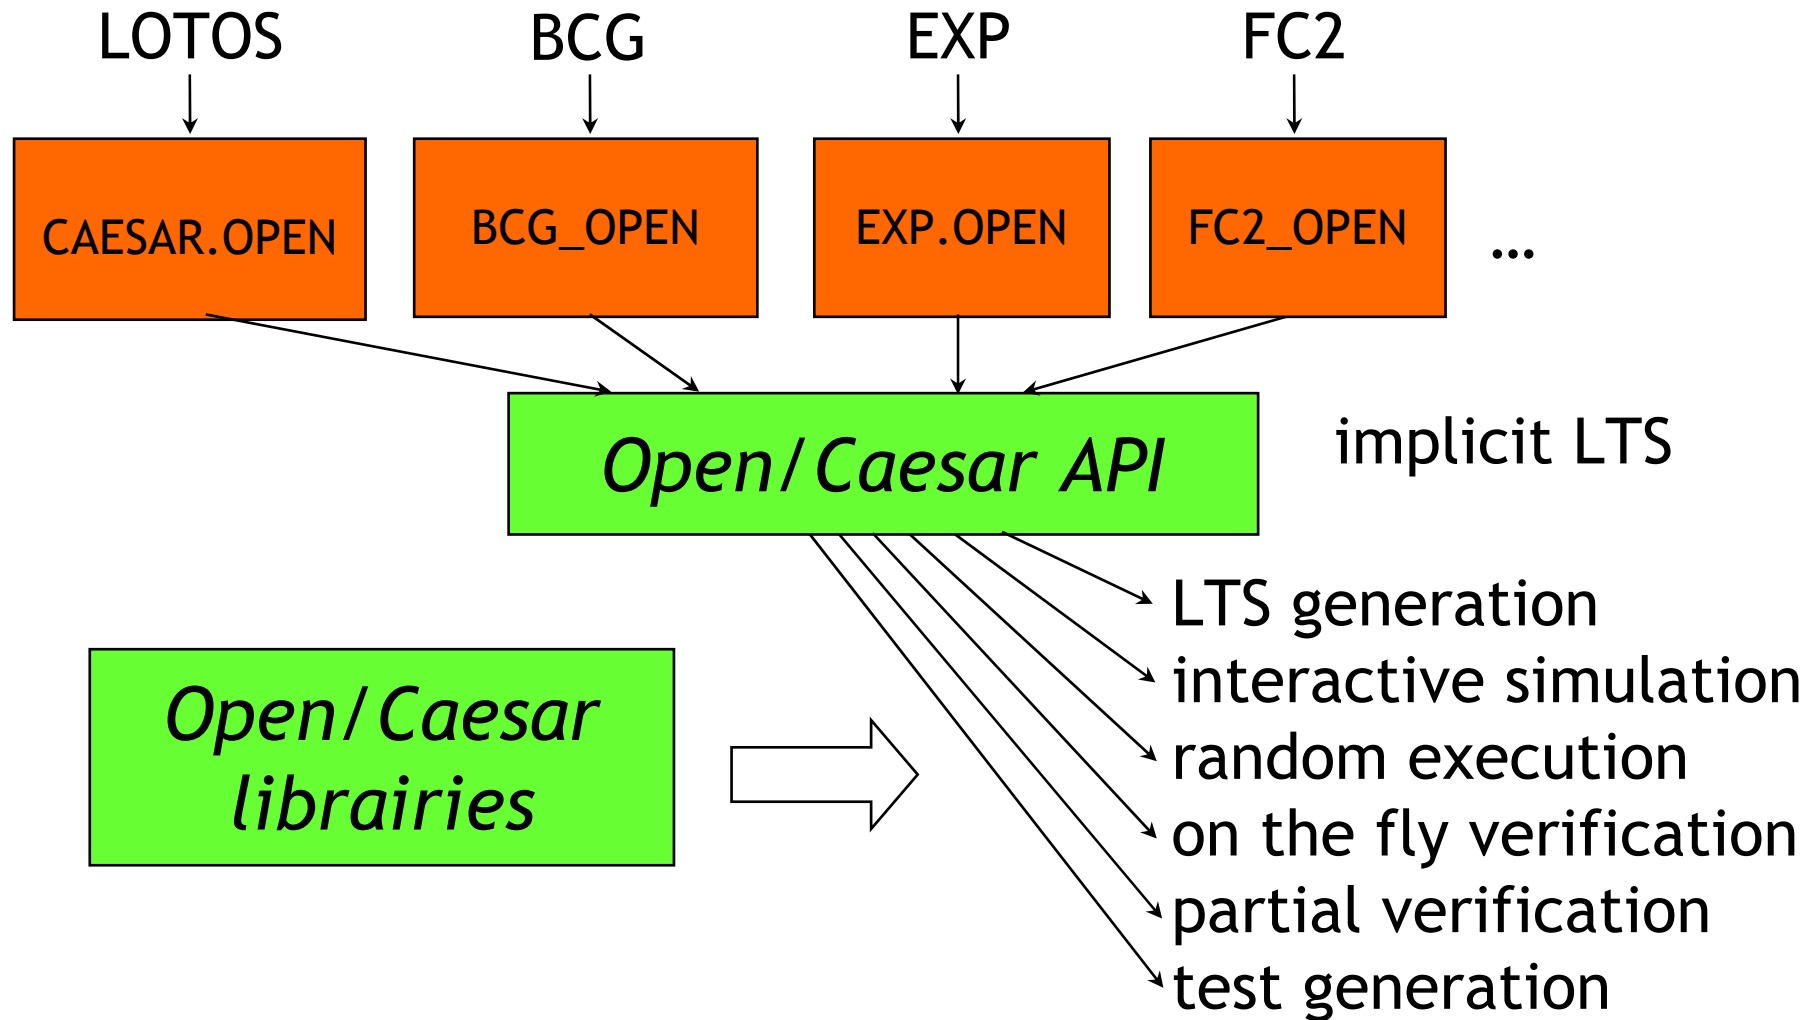 LOTOS
BCG
EXP
FC2
CAESAR.OPEN
BCG_OPEN
EXP.OPEN
FC2_OPEN
...
Open/Caesar API
implicit LTS
LTS generation
interactive simulation
random execution
on the fly verification
partial verification
test generation
Open/Caesar
librairies